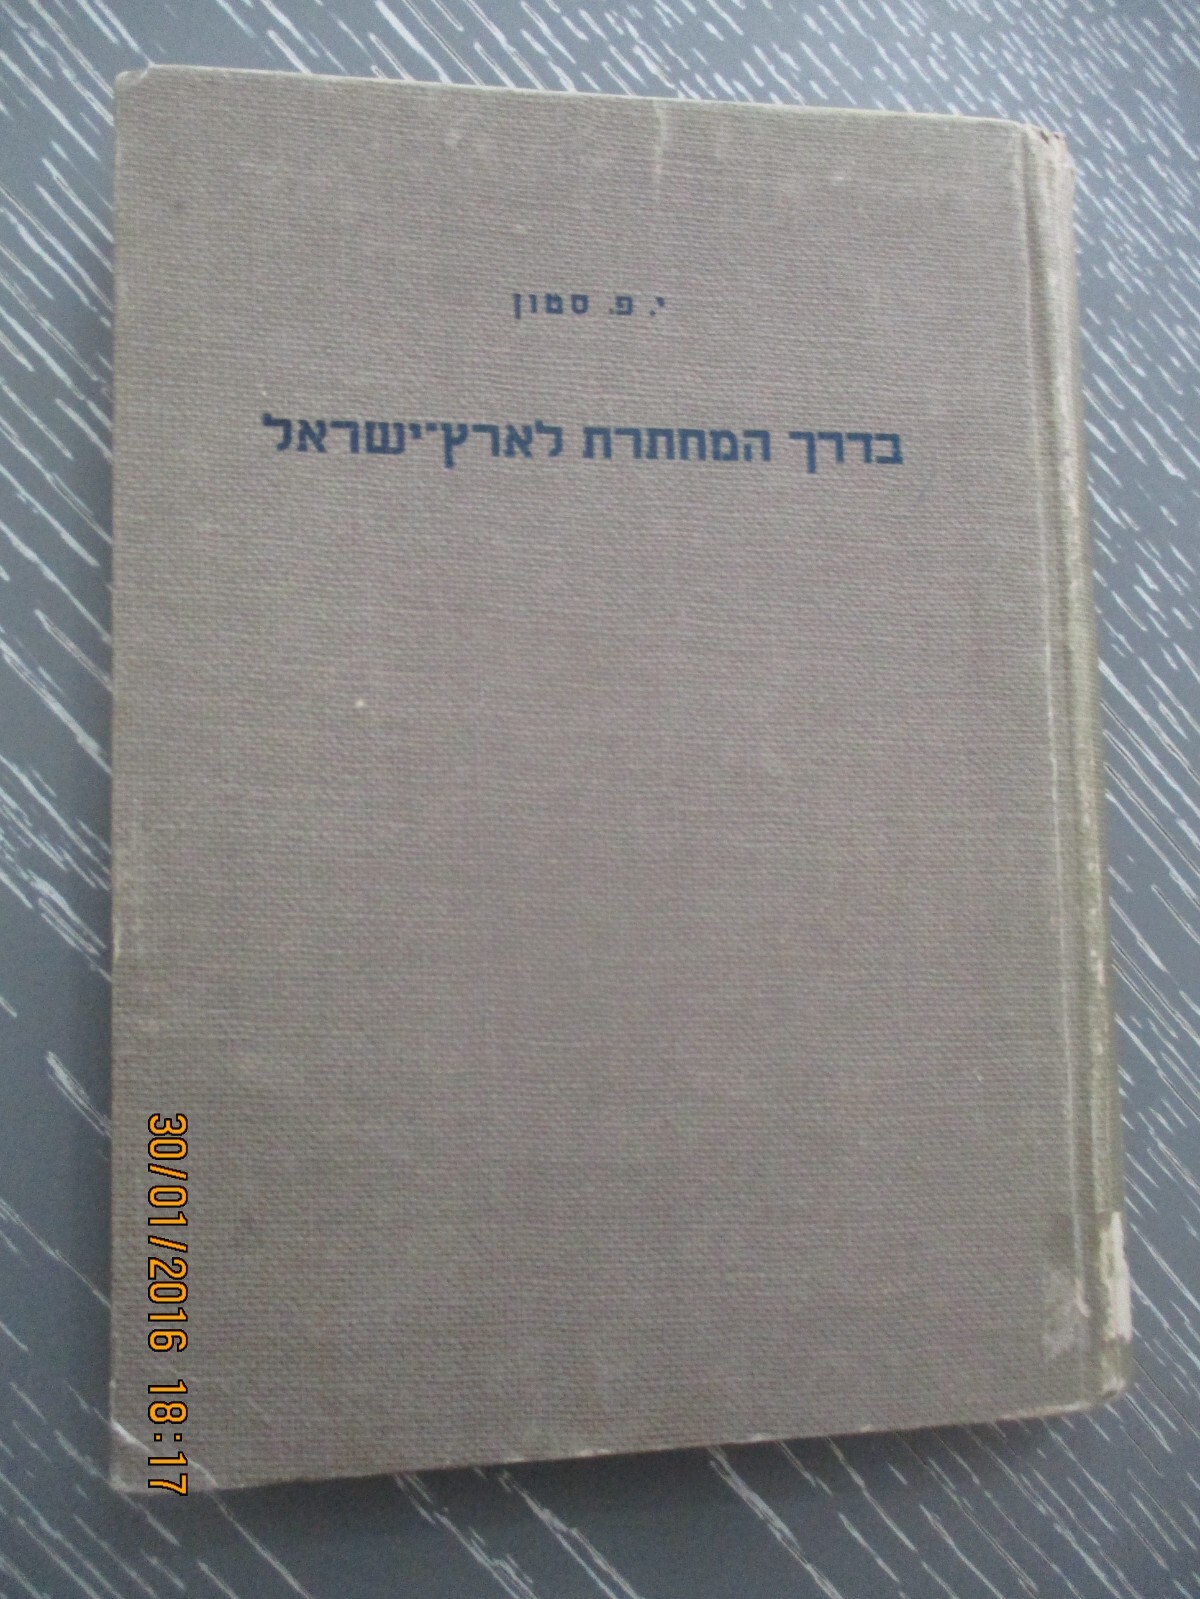 י. פ. סטון
בדרך המחתרת לארץ־ישראל
30/01/2016 18:17